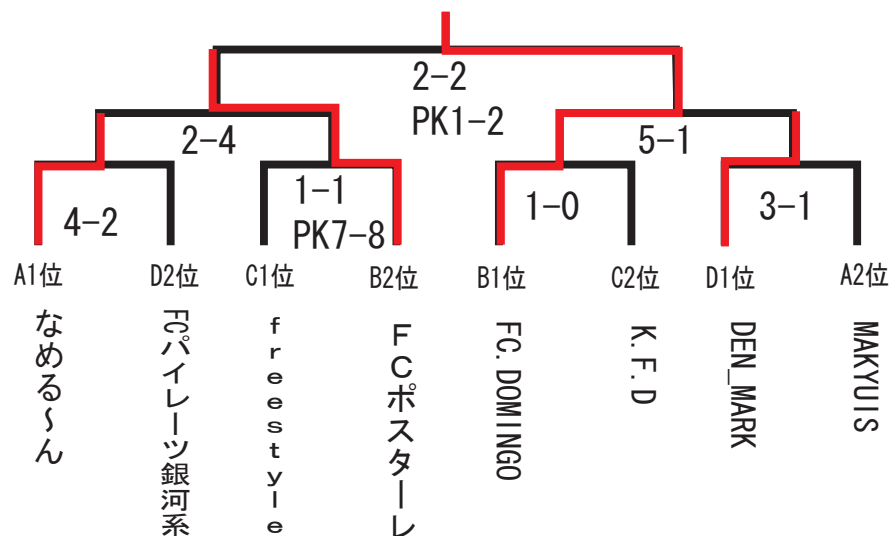 2-2
PK1-2
2-4
5-1
4-2
1-1
PK7-8
1-0
3-1
A1位
D2位
C1位
B2位
B1位
C2位
D1位
A2位
なめる～ん
FCパイレーツ銀河系
freestyle
FCポスターレ
FC.DOMINGO
K.F.D
DEN_MARK
MAKYUIS